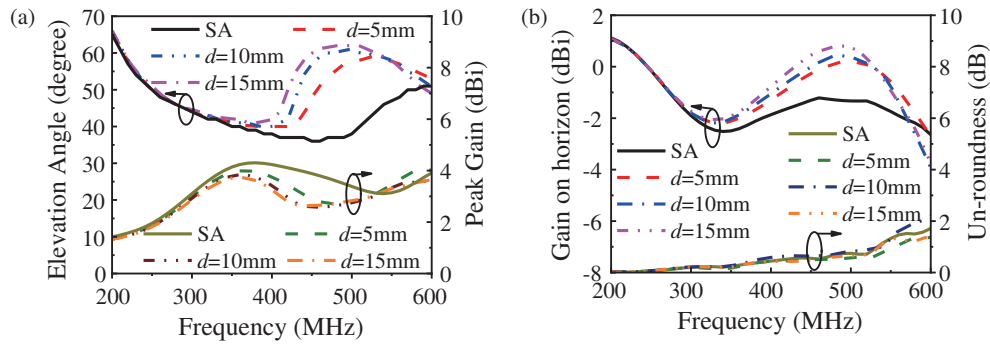 (a)
Elevation Angle (degree)
70
60
50
40
30
20
10
0
SA
d=5mm
d=10mm
d=15mm
SA
d=5mm
d=10mm
d=15mm
200
300
400
500
600
Frequency (MHz)
10
8
6
4
2
0
Peak Gain (dBi)
(b)
Gain on horizon (dBi)
2
0
-2
-4
-6
-8
SA
d=5mm
d=10mm
d=15mm
SA
d=5mm
d=10mm
d=15mm
200
300
400
500
600
Frequency (MHz)
10
8
6
4
2
0
Un-roundness (dB)